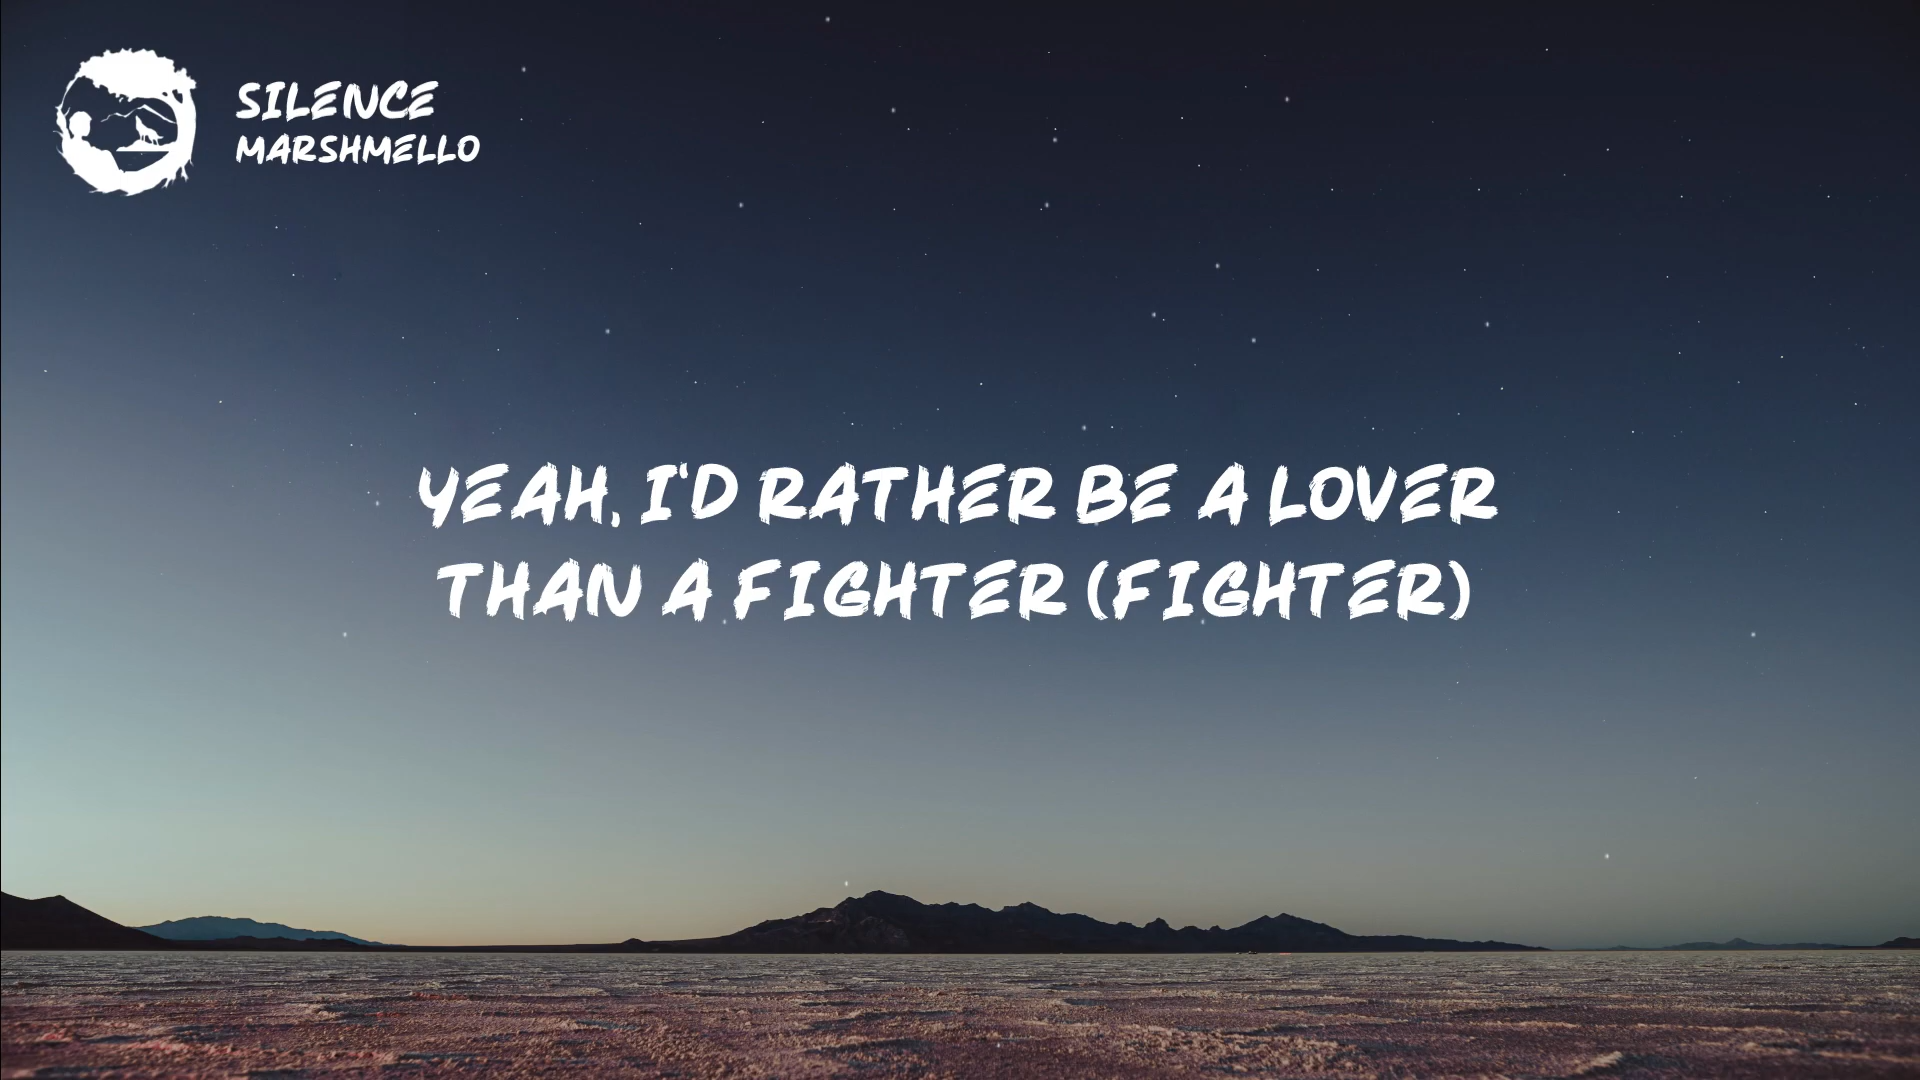 SILENCE
MARSHMELLO
YEAH, I'D RATHER BE A LOVER
THAN A FIGHTER (FIGHTER)